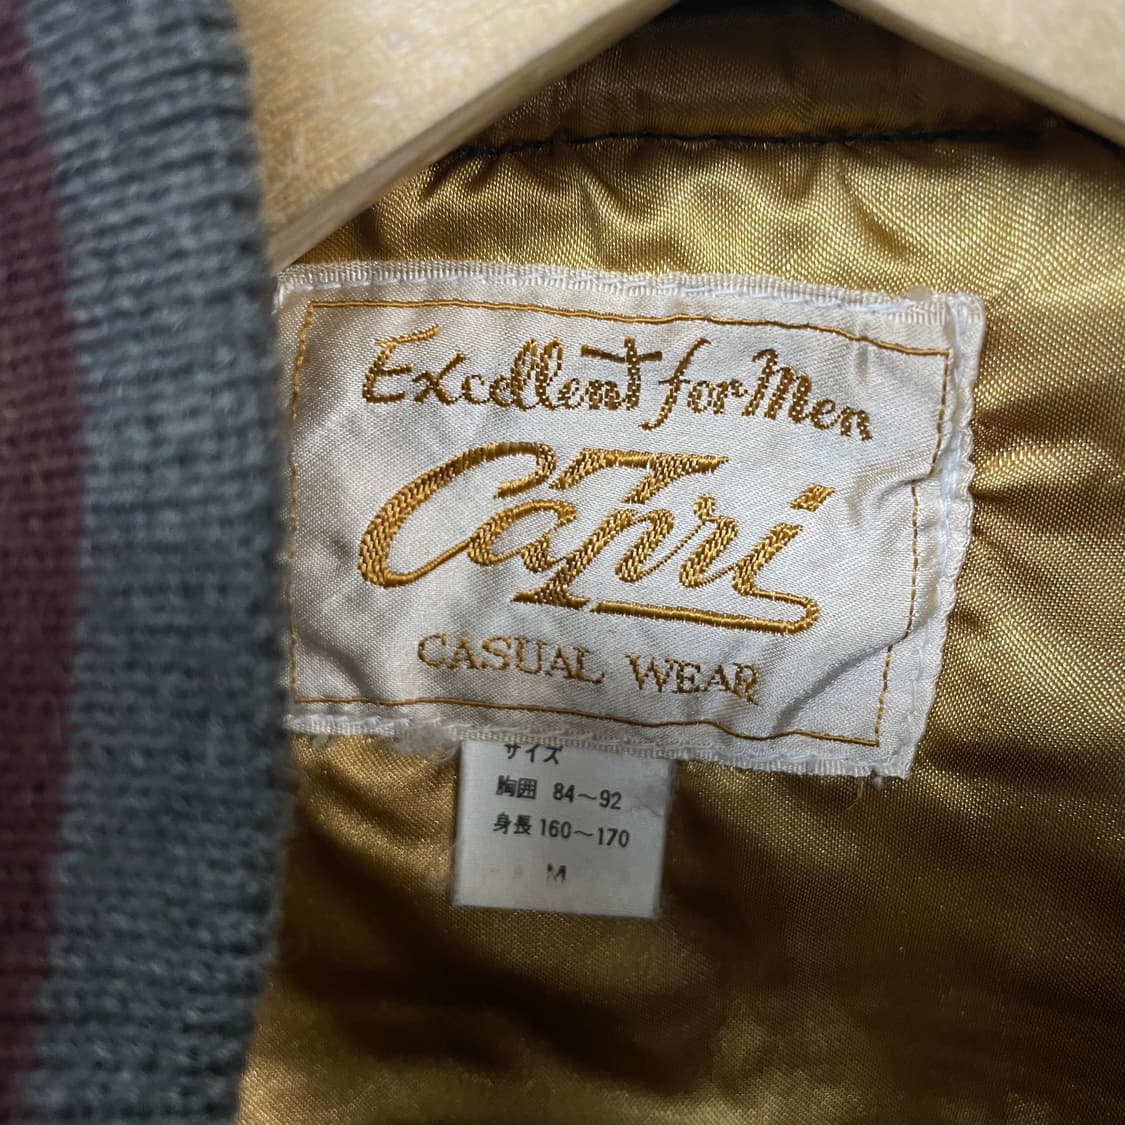 Excellent for Men
Capri
CASUAL WEAR
サイズ
胸囲 84～92
身長 160～170
M